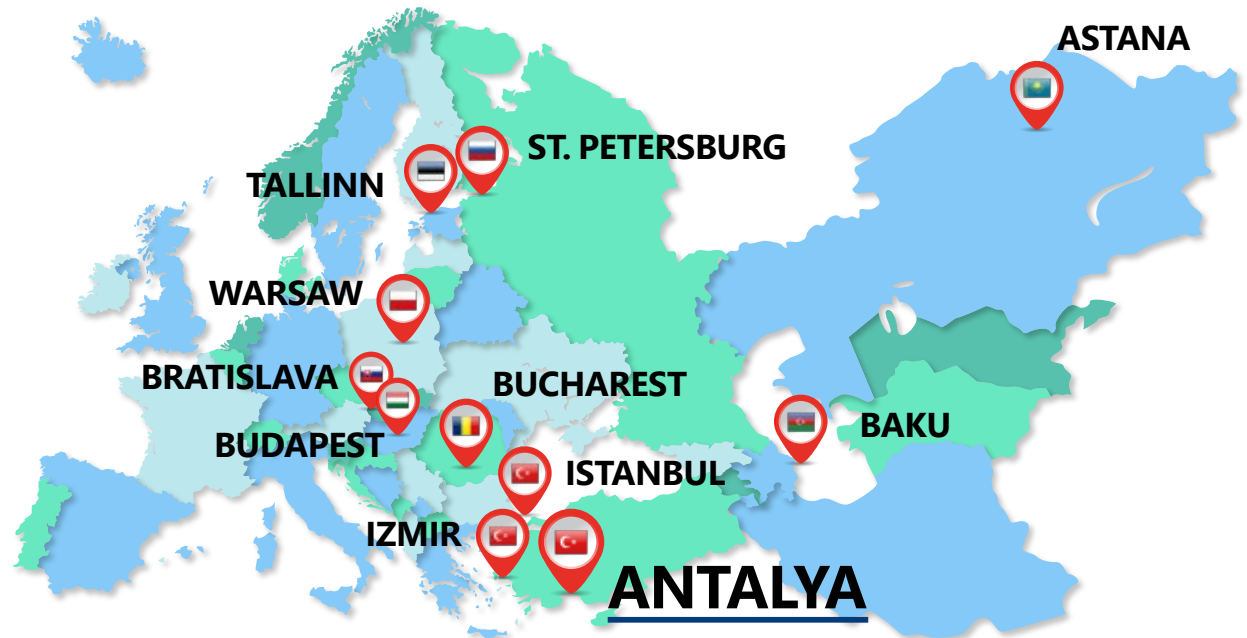 ASTANA
ST. PETERSBURG
TALLINN
WARSAW
BRATISLAVA
BUCHAREST
BAKU
BUDAPEST
ISTANBUL
IZMIR
ANTALYA